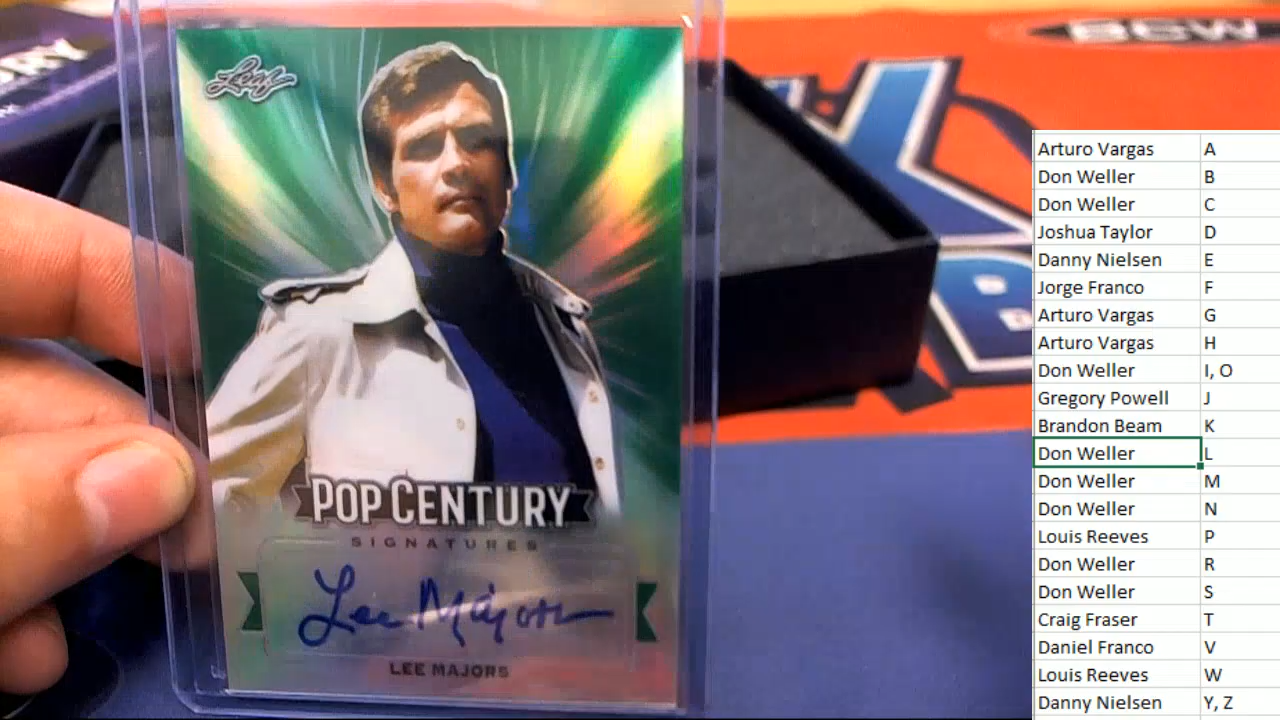 Leaf
POP CENTURY
SIGNATURES
Lee Majors
LEE MAJORS
BCW
Arturo Vargas A
Don Weller B
Don Weller C
Joshua Taylor D
Danny Nielsen E
Jorge Franco F
Arturo Vargas G
Arturo Vargas H
Don Weller I, O
Gregory Powell J
Brandon Beam K
Don Weller L
Don Weller M
Don Weller N
Louis Reeves P
Don Weller R
Don Weller S
Craig Fraser T
Daniel Franco V
Louis Reeves W
Danny Nielsen Y, Z